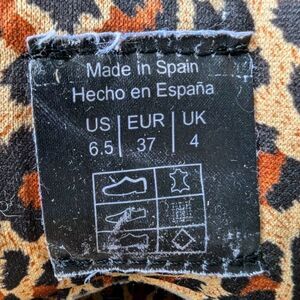 Made in Spain
Hecho en España
US | EUR | UK
6.5 | 37 | 4